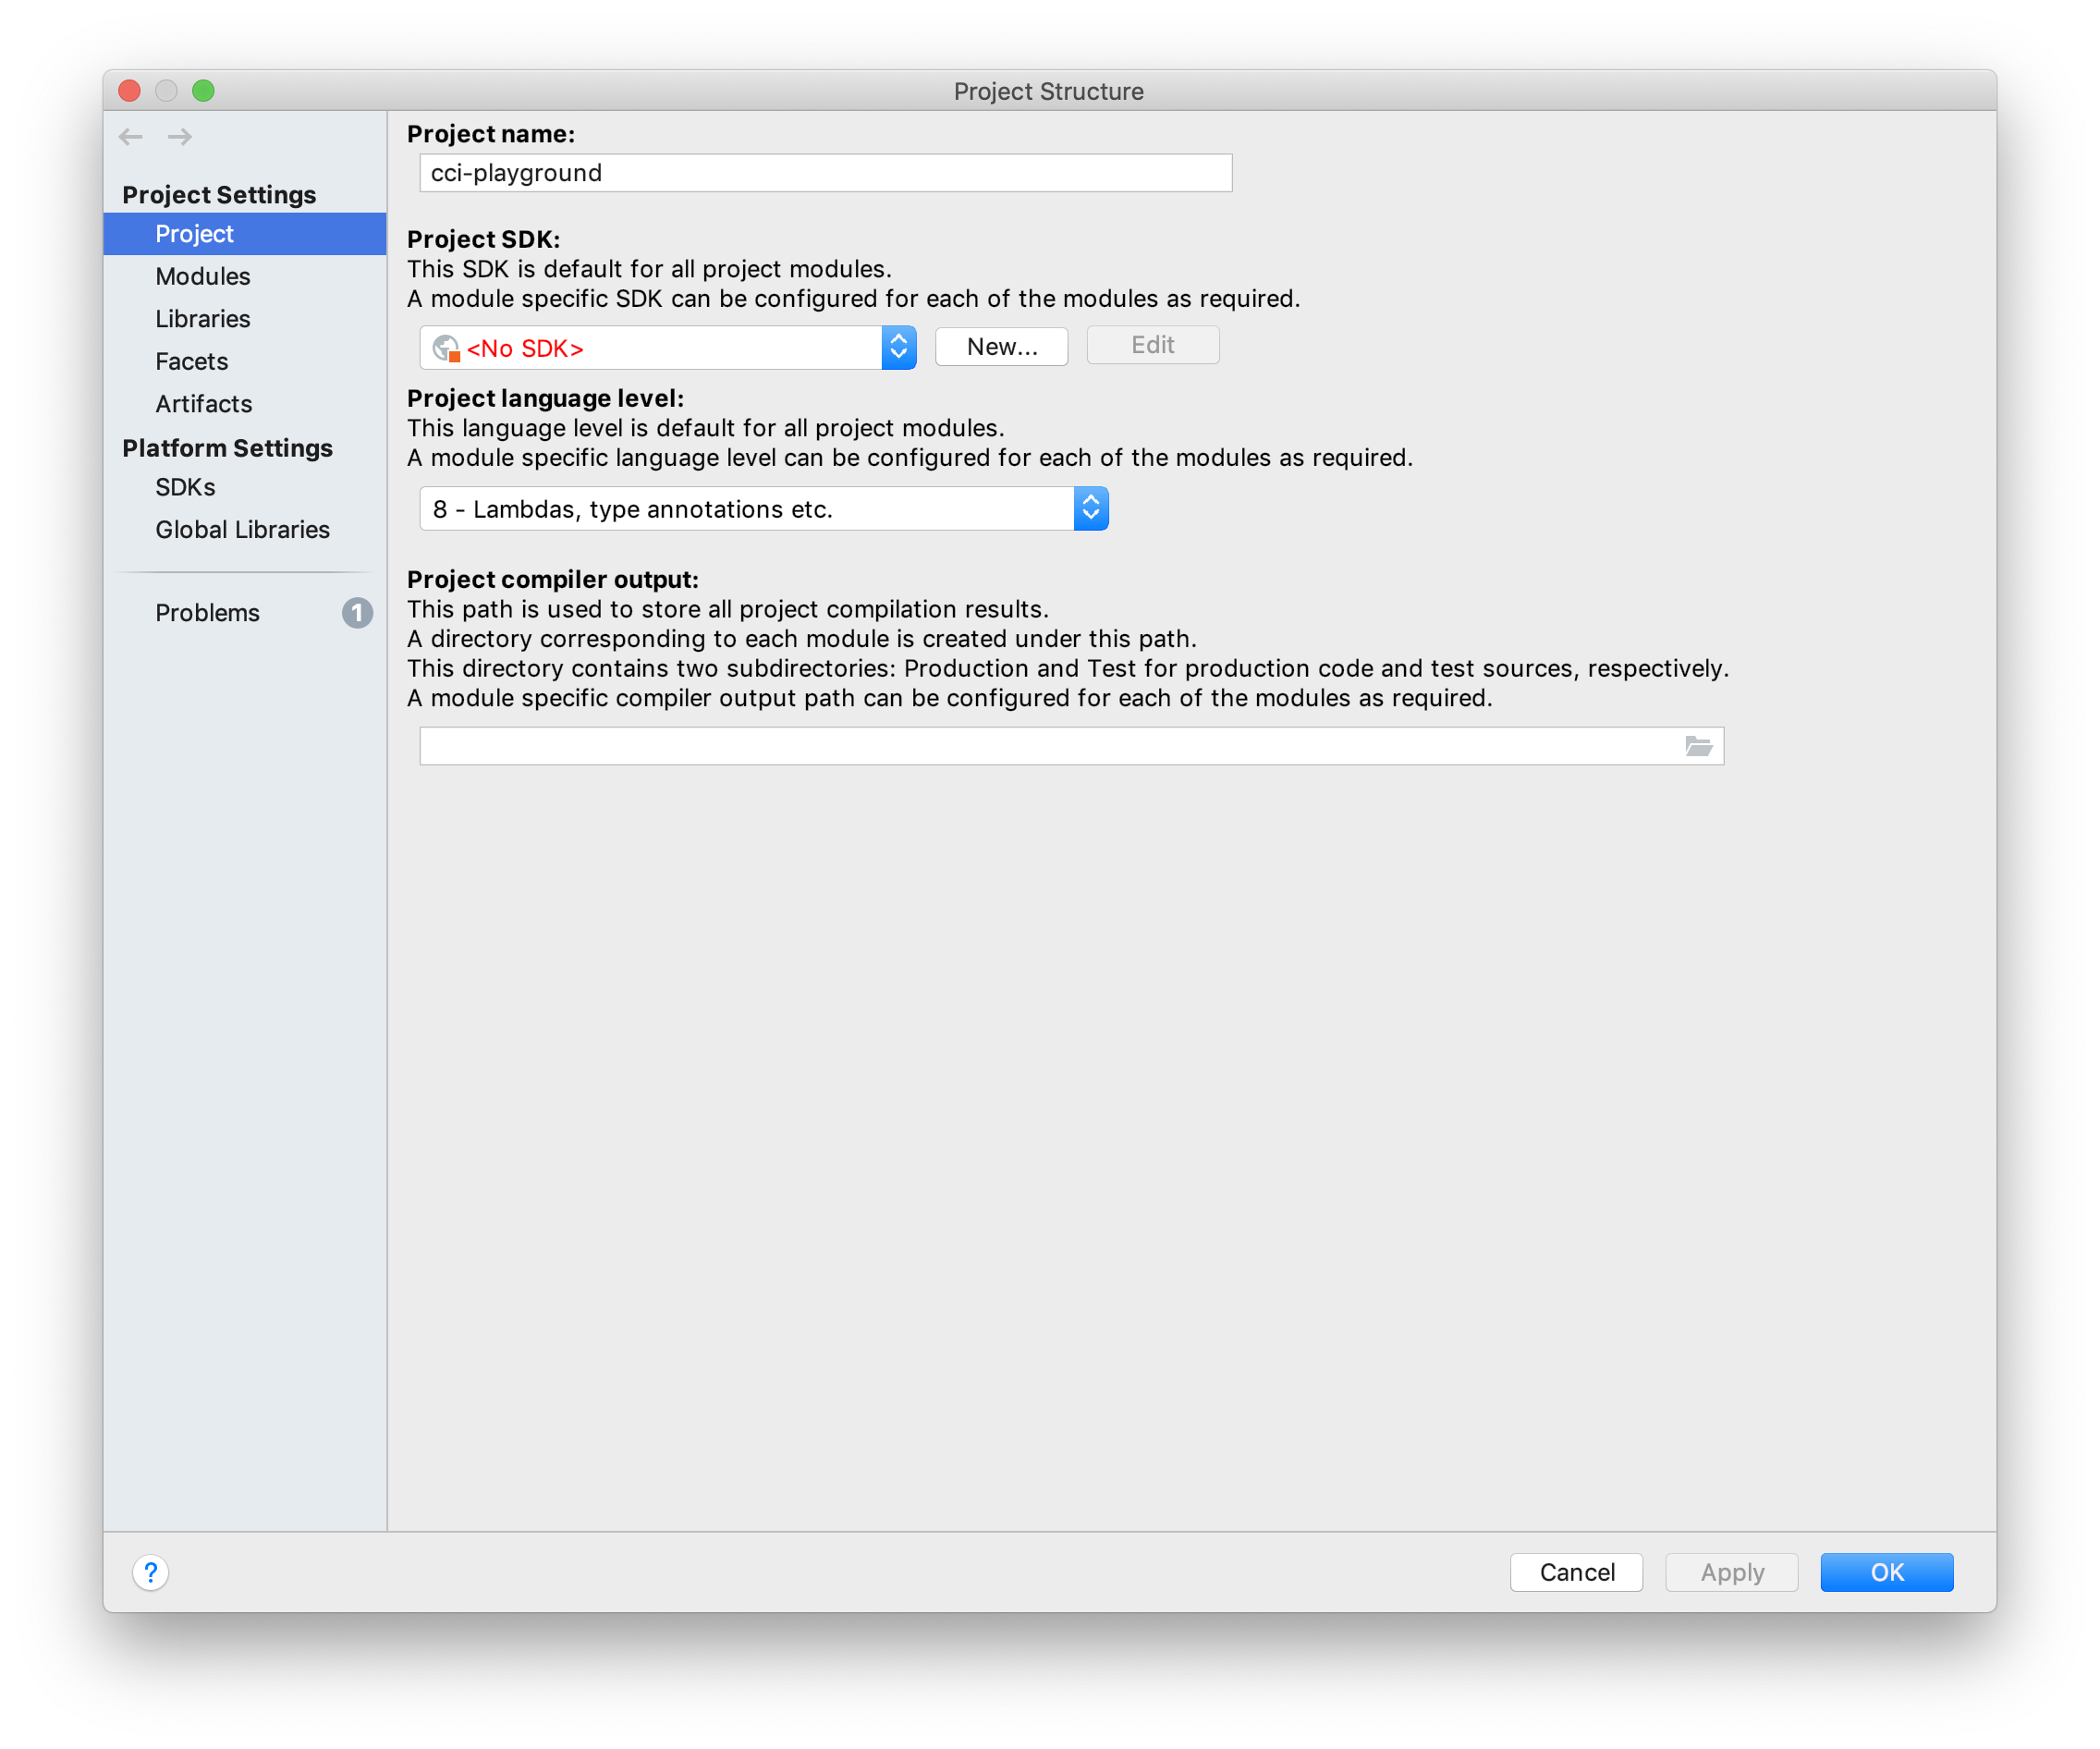 Project Structure
Project Settings
Project
Modules
Libraries
Facets
Artifacts
Platform Settings
SDKs
Global Libraries
Problems 1
Project name:
cci-playground
Project SDK:
This SDK is default for all project modules.
A module specific SDK can be configured for each of the modules as required.
<No SDK> New... Edit
Project language level:
This language level is default for all project modules.
A module specific language level can be configured for each of the modules as required.
8 - Lambdas, type annotations etc.
Project compiler output:
This path is used to store all project compilation results.
A directory corresponding to each module is created under this path.
This directory contains two subdirectories: Production and Test for production code and test sources, respectively.
A module specific compiler output path can be configured for each of the modules as required.
? Cancel Apply OK